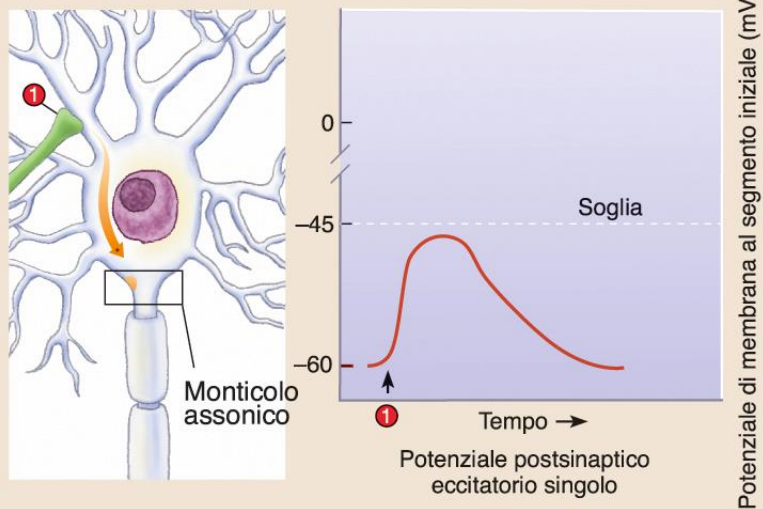 1
Monticolo
assonico
0
–45
–60
Soglia
1
Tempo →
Potenziale postsinaptico
eccitatorio singolo
Potenziale di membrana al segmento iniziale (mV